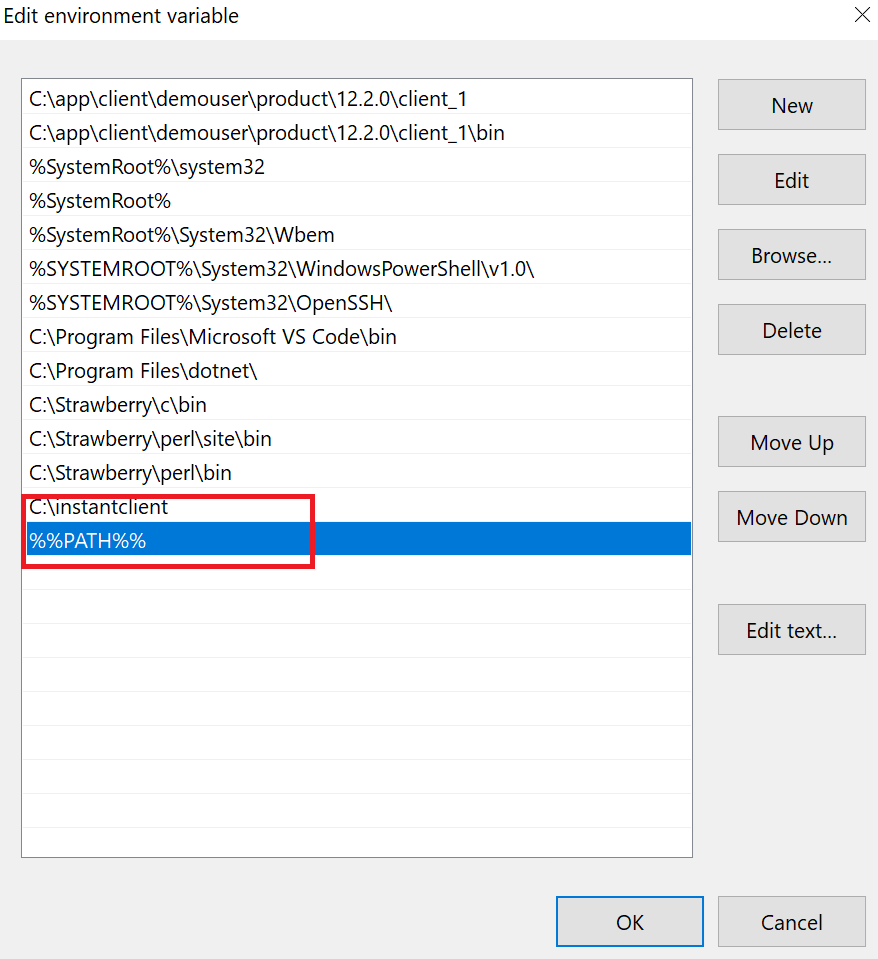 Edit environment variable
C:\app\client\demouser\product\12.2.0\client_1
C:\app\client\demouser\product\12.2.0\client_1\bin
%SystemRoot%\system32
%SystemRoot%
%SystemRoot%\System32\Wbem
%SYSTEMROOT%\System32\WindowsPowerShell\v1.0\
%SYSTEMROOT%\System32\OpenSSH\
C:\Program Files\Microsoft VS Code\bin
C:\Program Files\dotnet\
C:\Strawberry\c\bin
C:\Strawberry\perl\site\bin
C:\Strawberry\perl\bin
C:\instantclient
%%PATH%%
New
Edit
Browse...
Delete
Move Up
Move Down
Edit text...
OK
Cancel